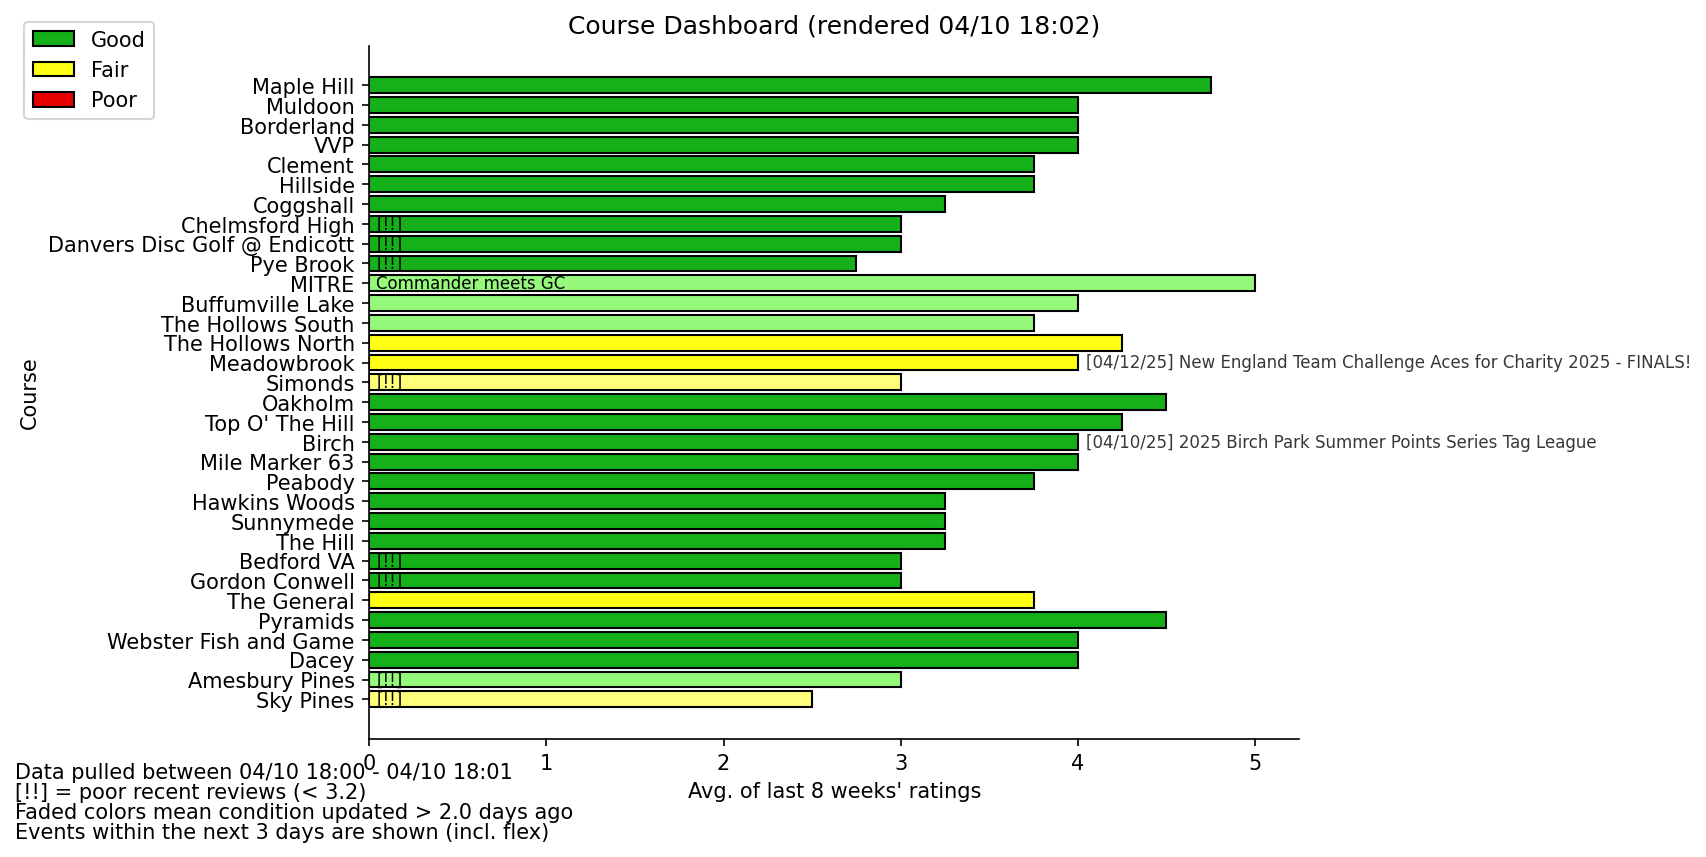 Course Dashboard (rendered 04/10 18:02)
Good
Fair
Poor
Course
Maple Hill
Muldoon
Borderland
VVP
Clement
Hillside
Coggshall
Chelmsford High [!!]
Danvers Disc Golf @ Endicott [!!]
Pye Brook [!!]
MITRE Commander meets GC
Buffumville Lake
The Hollows South
The Hollows North
Meadowbrook [04/12/25] New England Team Challenge Aces for Charity 2025 - FINALS!
Simonds [!!]
Oakholm
Top O' The Hill
Birch [04/10/25] 2025 Birch Park Summer Points Series Tag League
Mile Marker 63
Peabody
Hawkins Woods
Sunnymede
The Hill
Bedford VA [!!]
Gordon Conwell [!!]
The General
Pyramids
Webster Fish and Game
Dacey
Amesbury Pines [!!]
Sky Pines [!!]
0 1 2 3 4 5
Avg. of last 8 weeks' ratings
Data pulled between 04/10 18:00 - 04/10 18:01
[!!] = poor recent reviews (< 3.2)
Faded colors mean condition updated > 2.0 days ago
Events within the next 3 days are shown (incl. flex)